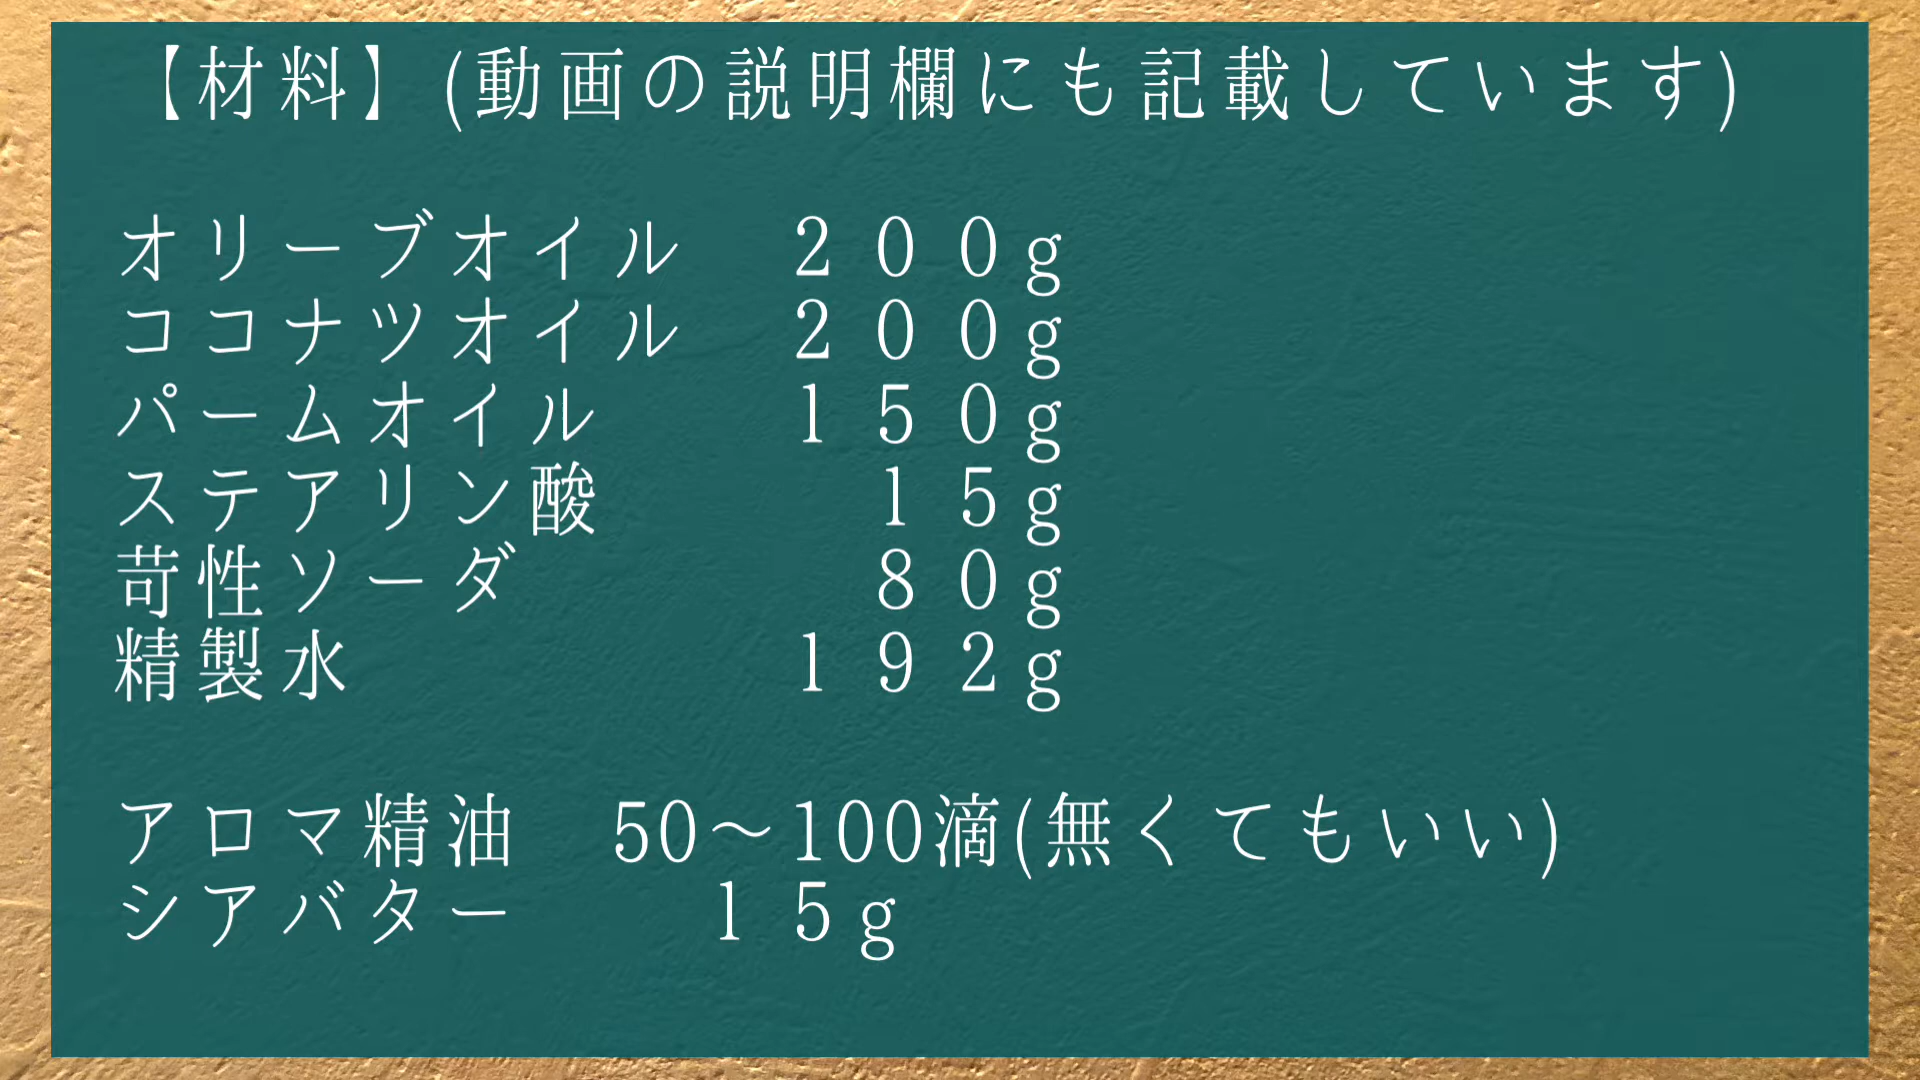 【材料】(動画の説明欄にも記載しています)
オリーブオイル　２００g
ココナツオイル　２００g
パームオイル　　１５０g
ステアリン酸　　　１５g
苛性ソーダ　　　　８０g
精製水　　　　　１９２g
アロマ精油　50～100滴(無くてもいい)
シアバター　　１５g